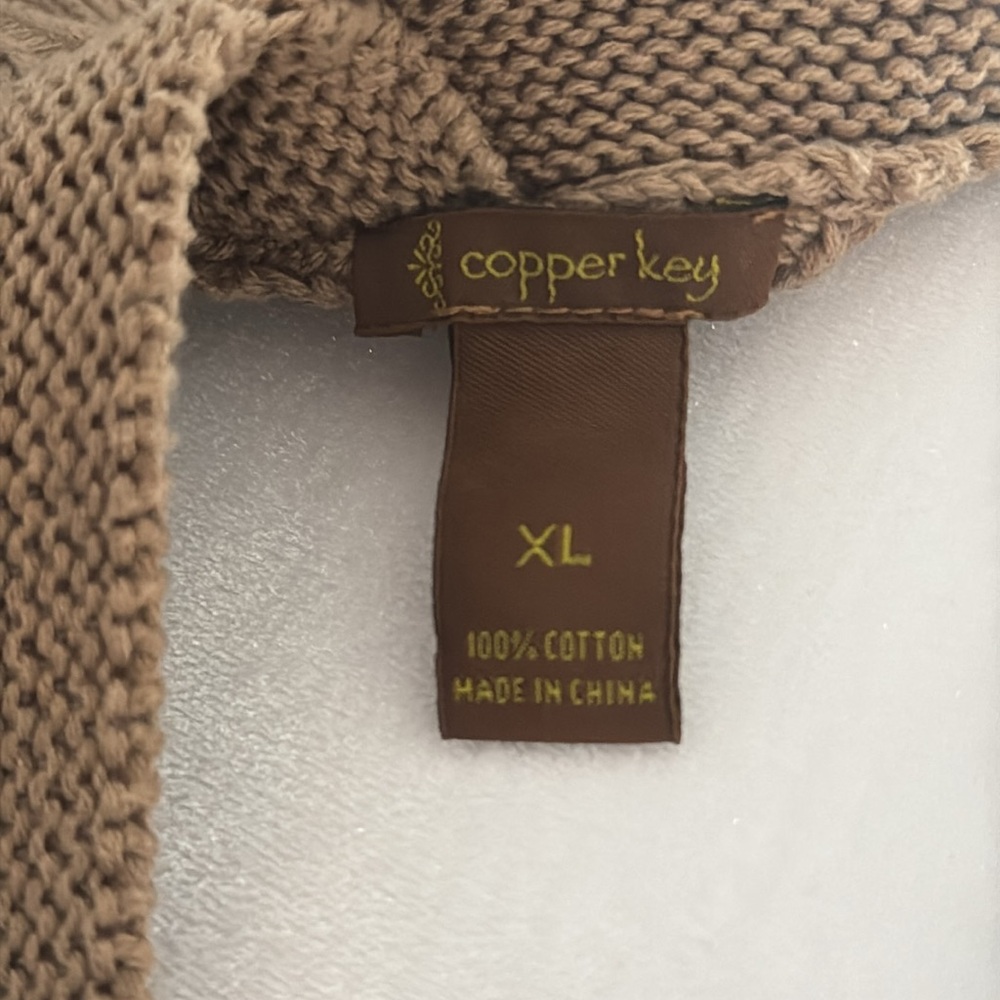 copper key
XL
100% COTTON
MADE IN CHINA